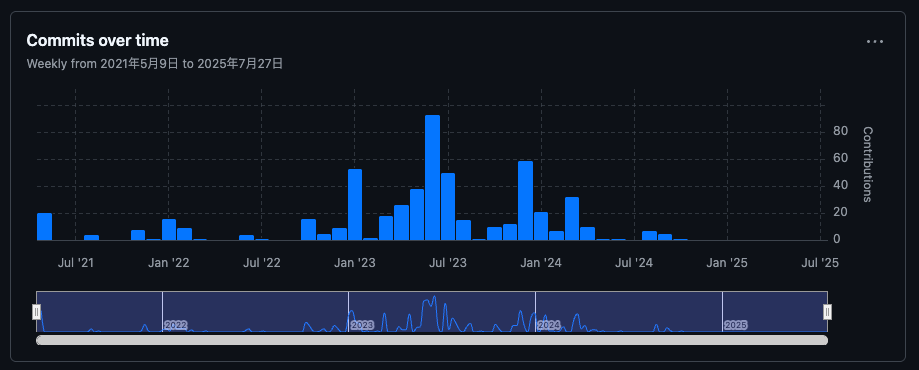 Commits over time
Weekly from 2021年5月9日 to 2025年7月27日
80
60
40
20
0
Contributions
Jul '21 Jan '22 Jul '22 Jan '23 Jul '23 Jan '24 Jul '24 Jan '25 Jul '25
2022 2023 2024 2025